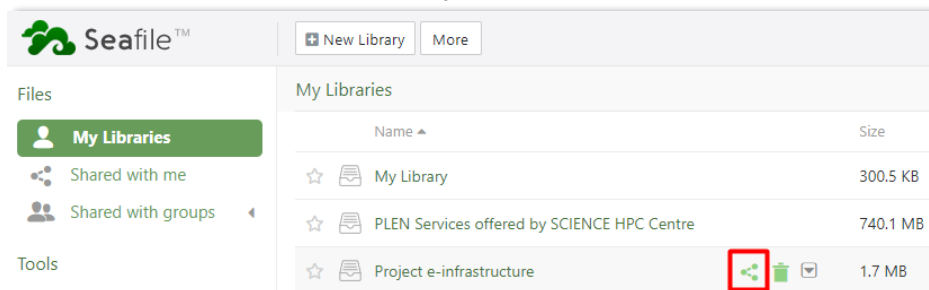 Seafile™
New Library
More
Files
My Libraries
My Libraries
Name
Size
Shared with me
My Library
300.5 KB
Shared with groups
PLEN Services offered by SCIENCE HPC Centre
740.1 MB
Tools
Project e-infrastructure
1.7 MB